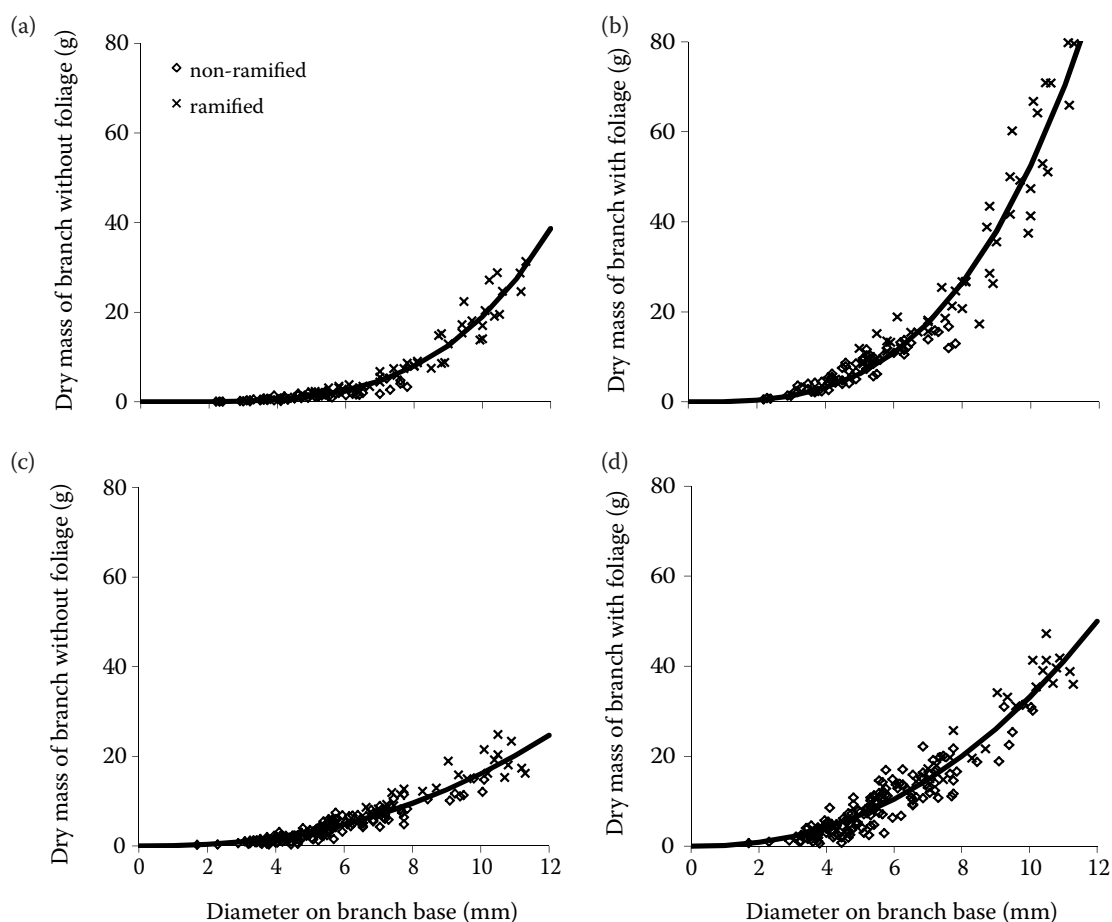 (a)
Dry mass of branch without foliage (g)
80
60
40
20
0
non-ramified
ramified
(b)
Dry mass of branch with foliage (g)
80
60
40
20
0
(c)
Dry mass of branch without foliage (g)
80
60
40
20
0
0 2 4 6 8 10 12
Diameter on branch base (mm)
(d)
Dry mass of branch with foliage (g)
80
60
40
20
0
0 2 4 6 8 10 12
Diameter on branch base (mm)